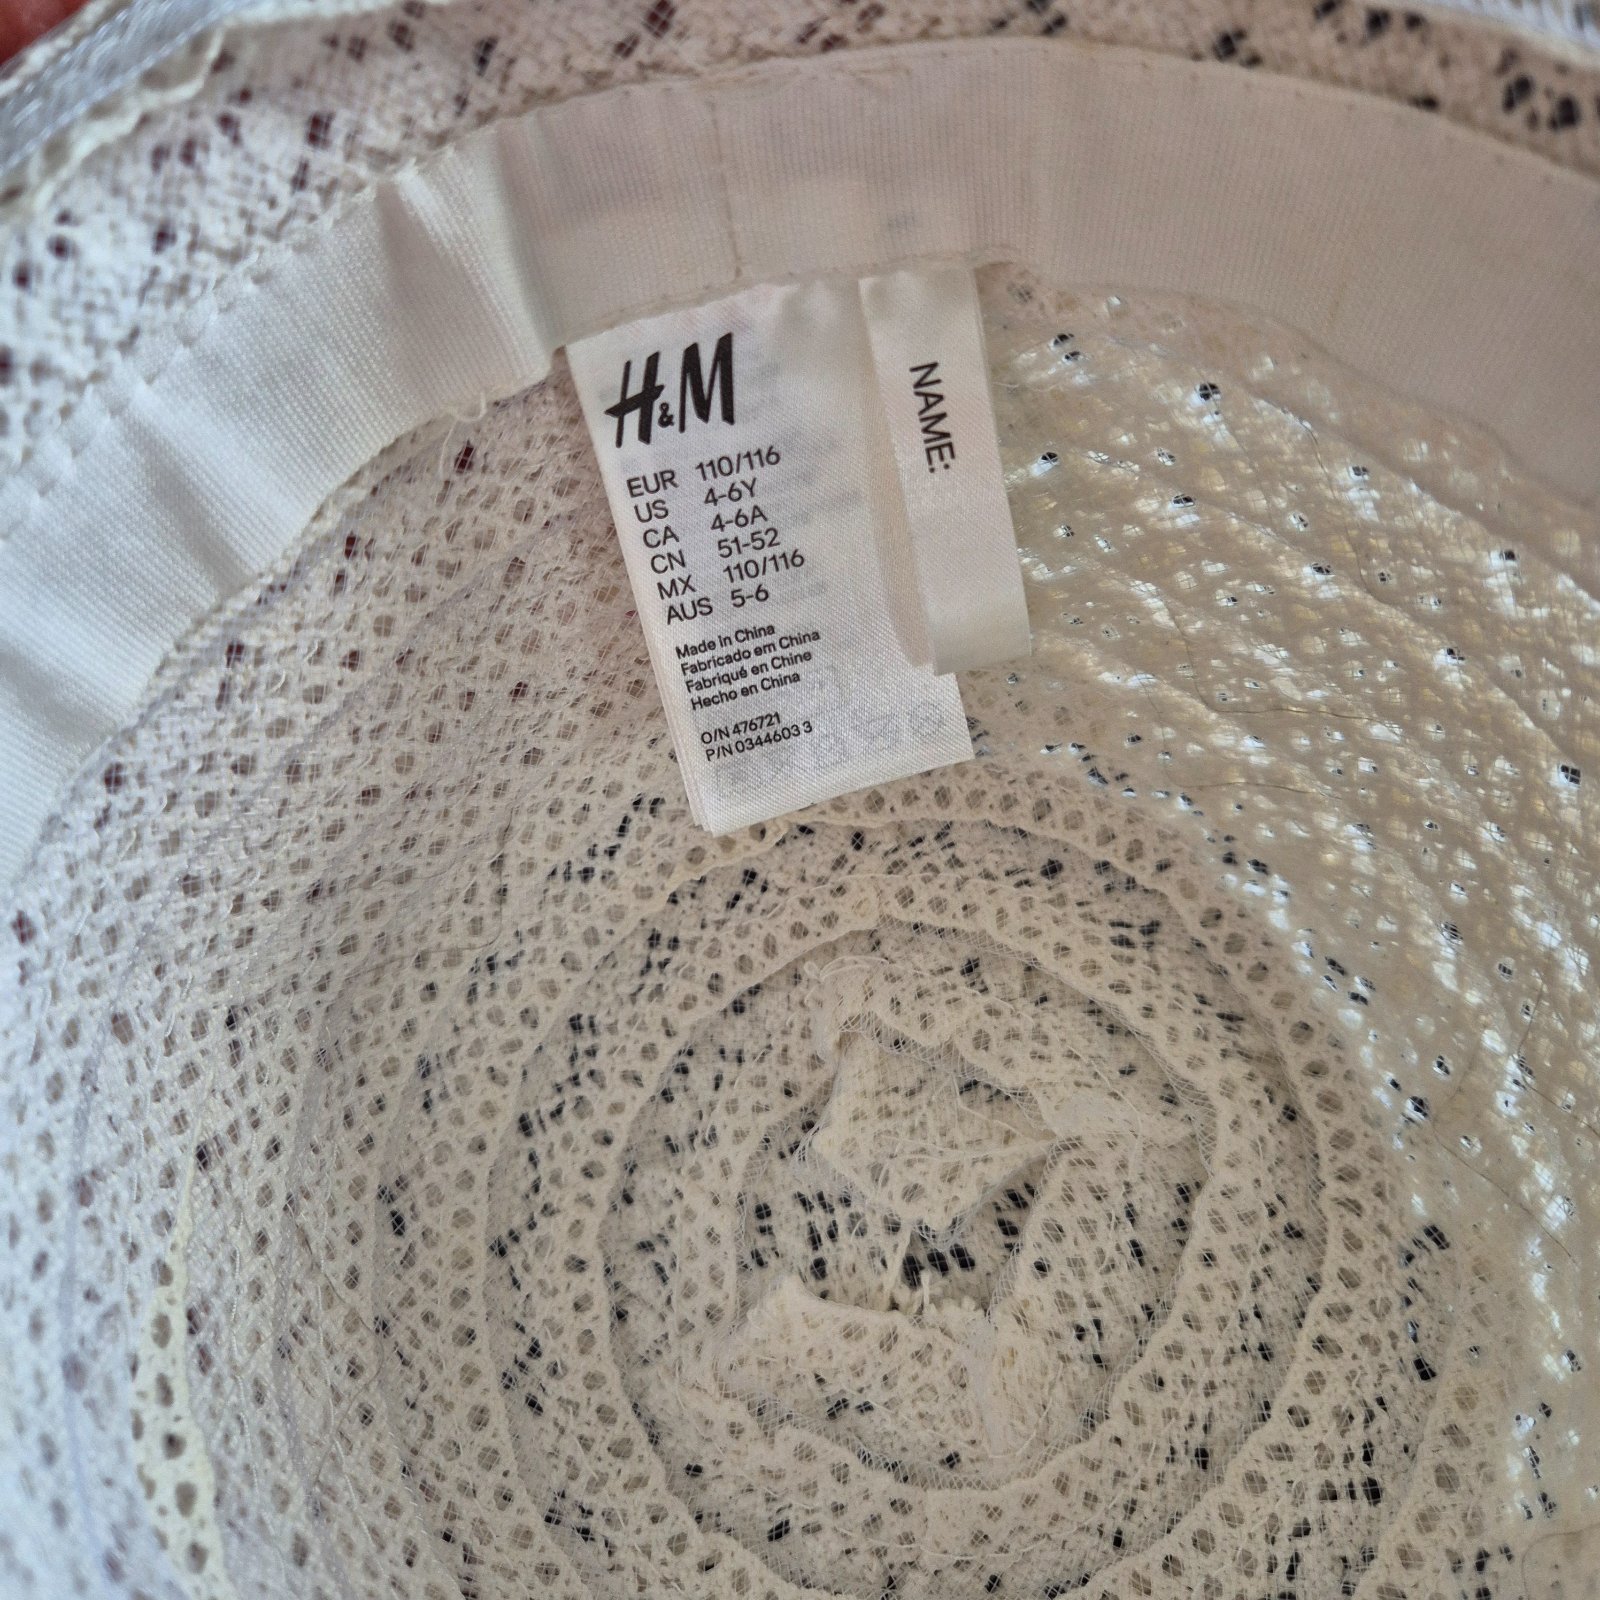 H&M
EUR 110/116
US 4-6Y
CA 4-6A
CN 51-52
MX 110/116
AUS 5-6
Made in China
Fabricado em China
Fabriqué en Chine
Hecho en China
O/N 476721
P/N 0344603 3
NAME: